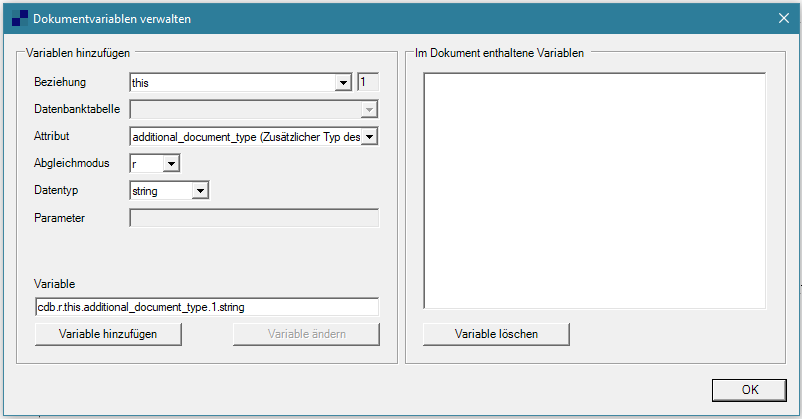 Dokumentvariablen verwalten
Variablen hinzufügen
Beziehung this 1
Datenbanktabelle
Attribut additional_document_type (Zusätzlicher Typ des
Abgleichmodus r
Datentyp string
Parameter
Variable
cdb.r.this.additional_document_type.1.string
Variable hinzufügen Variable ändern
Im Dokument enthaltene Variablen
Variable löschen
OK